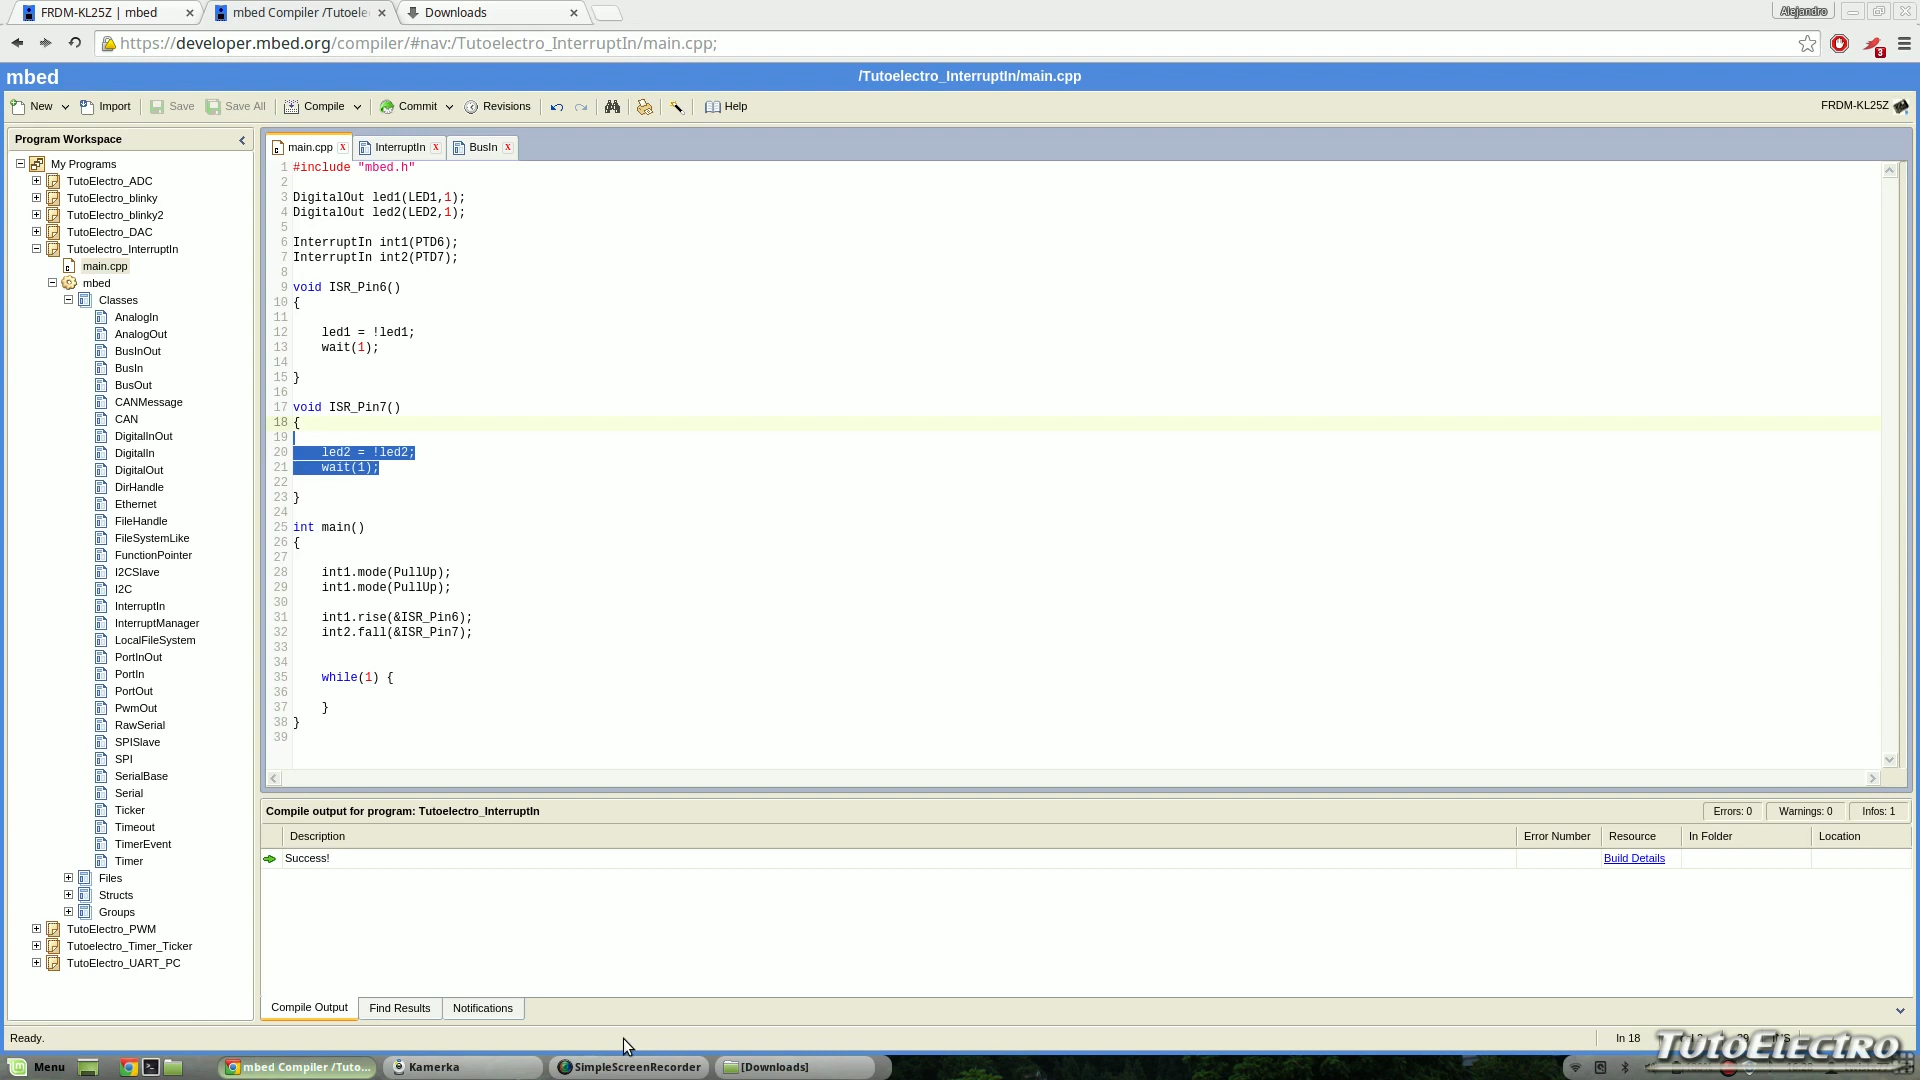 FRDM-KL25Z | mbed
mbed Compiler /Tutoele
Downloads
Alejandro
https://developer.mbed.org/compiler/#nav:/Tutoelectro_InterruptIn/main.cpp;
3
mbed
/Tutoelectro_InterruptIn/main.cpp
New
Import
Save
Save All
Compile
Commit
Revisions
Help
FRDM-KL25Z
Program Workspace
My Programs
TutoElectro_ADC
TutoElectro_blinky
TutoElectro_blinky2
TutoElectro_DAC
Tutoelectro_InterruptIn
main.cpp
mbed
Classes
AnalogIn
AnalogOut
BusInOut
BusIn
BusOut
CANMessage
CAN
DigitalInOut
DigitalIn
DigitalOut
DirHandle
Ethernet
FileHandle
FileSystemLike
FunctionPointer
I2CSlave
I2C
InterruptIn
InterruptManager
LocalFileSystem
PortInOut
PortIn
PortOut
PwmOut
RawSerial
SPISlave
SPI
SerialBase
Serial
Ticker
Timeout
TimerEvent
Timer
Files
Structs
Groups
TutoElectro_PWM
Tutoelectro_Timer_Ticker
TutoElectro_UART_PC
main.cpp
InterruptIn
BusIn
1 #include "mbed.h"
2
3 DigitalOut led1(LED1,1);
4 DigitalOut led2(LED2,1);
5
6 InterruptIn int1(PTD6);
7 InterruptIn int2(PTD7);
8
9 void ISR_Pin6()
10 {
11
12     led1 = !led1;
13     wait(1);
14
15 }
16
17 void ISR_Pin7()
18 {
19
20     led2 = !led2;
21     wait(1);
22
23 }
24
25 int main()
26 {
27
28     int1.mode(PullUp);
29     int1.mode(PullUp);
30
31     int1.rise(&ISR_Pin6);
32     int2.fall(&ISR_Pin7);
33
34
35     while(1) {
36
37     }
38 }
39
Compile output for program: Tutoelectro_InterruptIn
Errors: 0
Warnings: 0
Infos: 1
Description
Error Number
Resource
In Folder
Location
Success!
Build Details
Compile Output
Find Results
Notifications
Ready.
ln 18
TutoElectro
Menu
mbed Compiler /Tuto...
Kamerka
SimpleScreenRecorder
[Downloads]